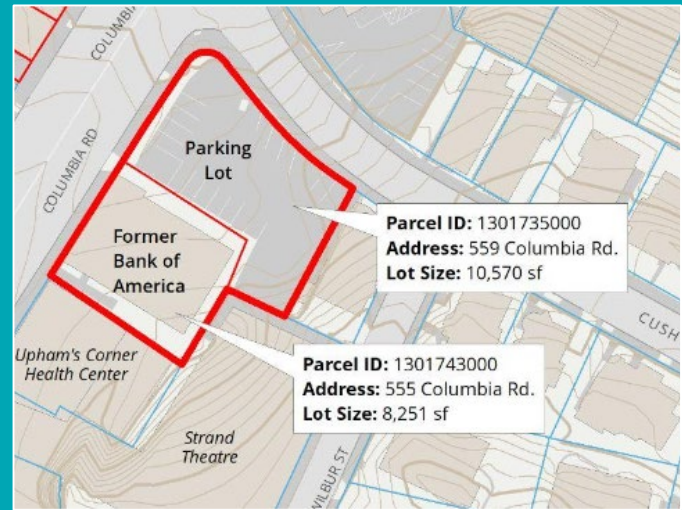 COLUMBIA
COLUMBIA RD
Parking
Lot
Parcel ID: 1301735000
Address: 559 Columbia Rd.
Lot Size: 10,570 sf
Former
Bank of
America
CUSH
Upham's Corner
Health Center
Parcel ID: 1301743000
Address: 555 Columbia Rd.
Lot Size: 8,251 sf
Strand
Theatre
WILBUR ST